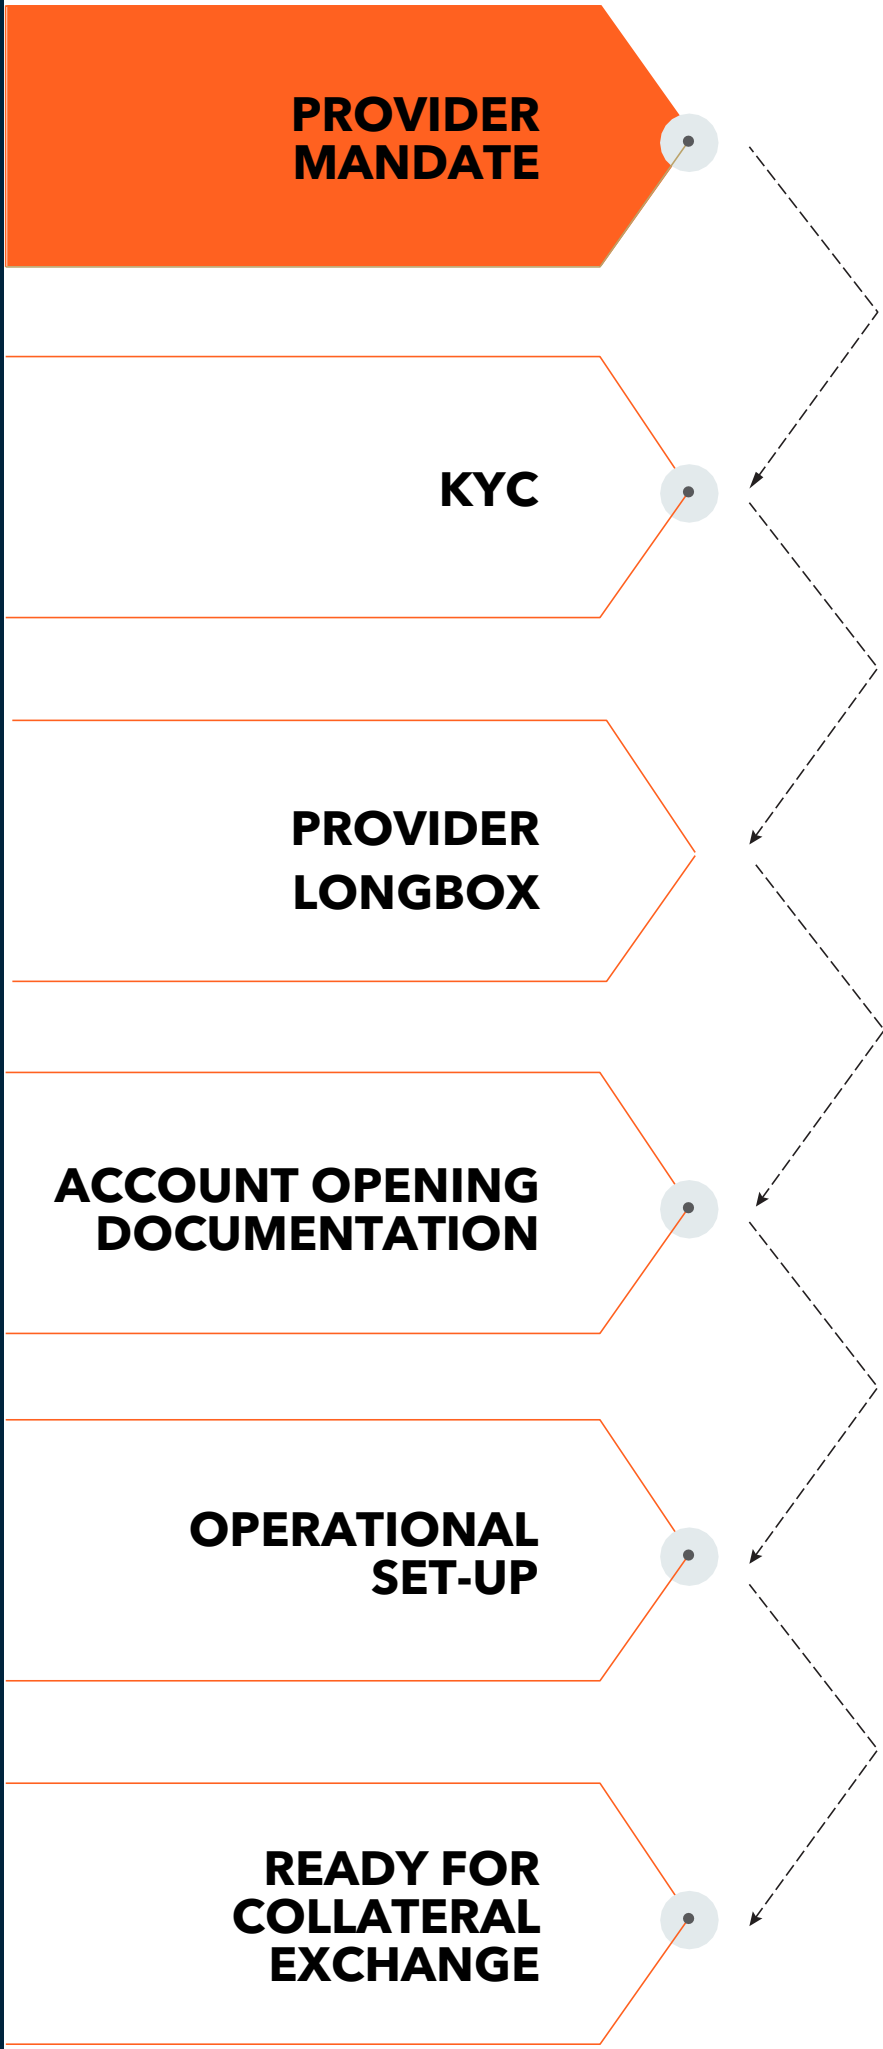 PROVIDER
MANDATE
KYC
PROVIDER
LONGBOX
ACCOUNT OPENING
DOCUMENTATION
OPERATIONAL
SET-UP
READY FOR
COLLATERAL
EXCHANGE